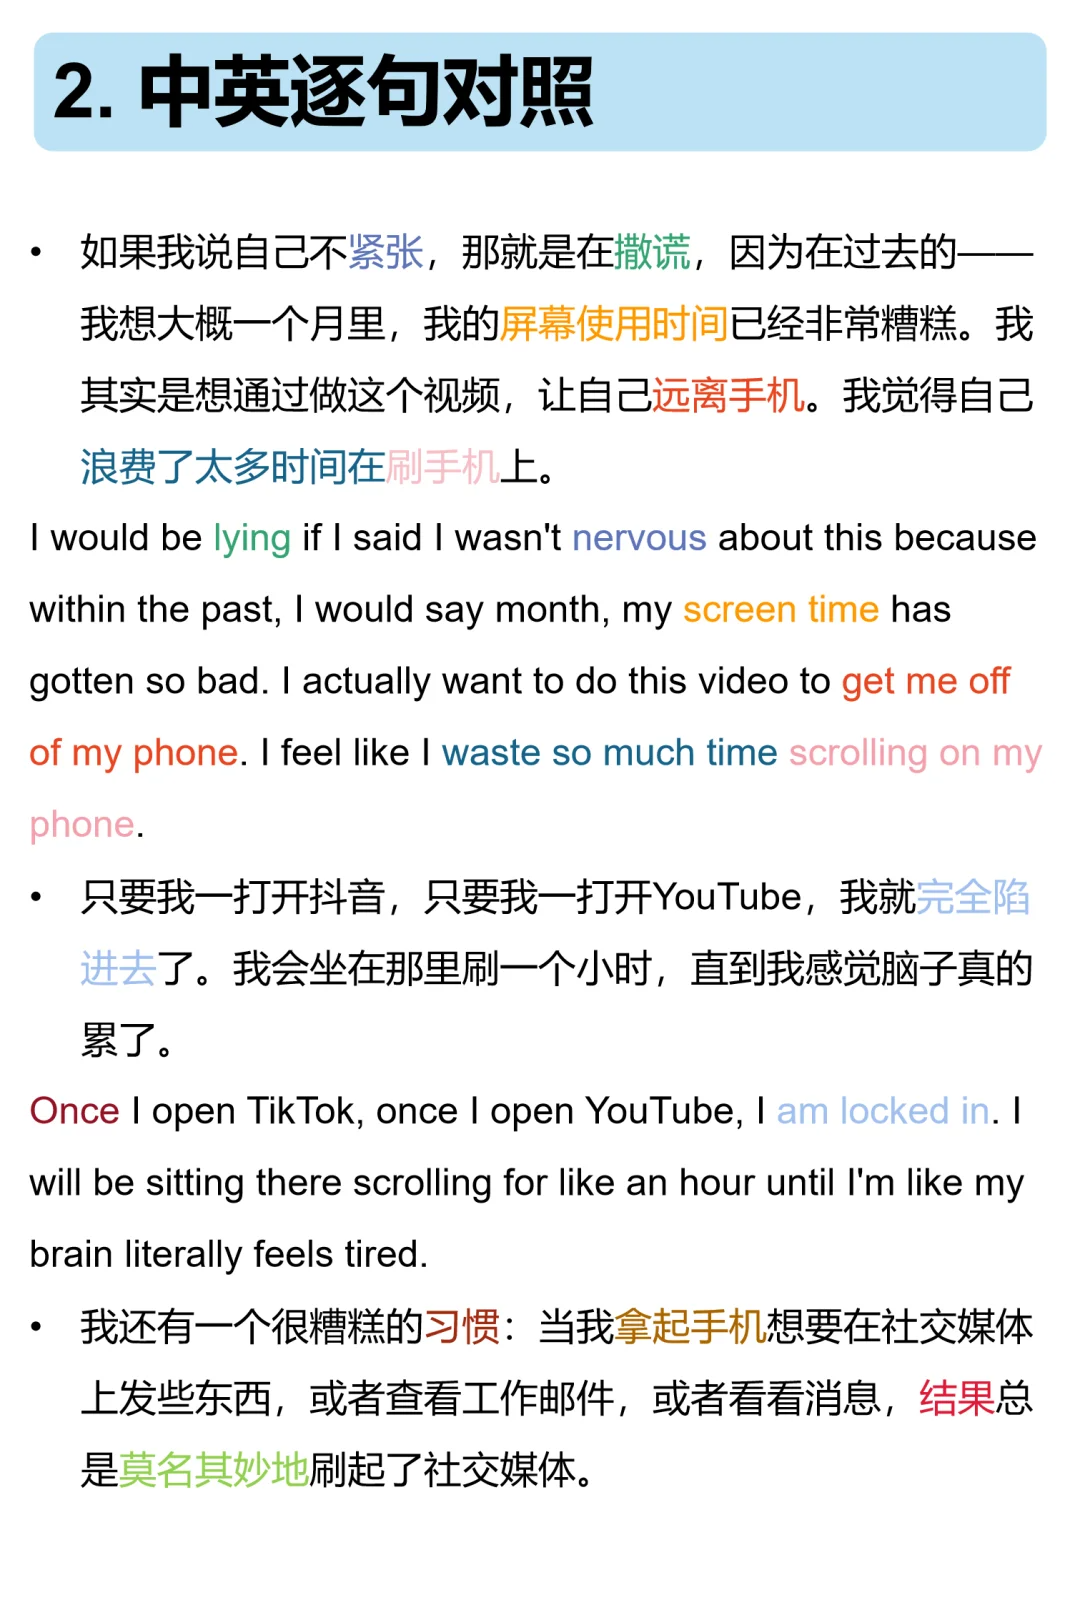 2. 中英逐句对照
• 如果我说自己不紧张，那就是在撒谎，因为在过去的——
我想大概一个月里，我的屏幕使用时间已经非常糟糕。我
其实是想通过做这个视频，让自己远离手机。我觉得自己
浪费了太多时间在刷手机上。
I would be lying if I said I wasn't nervous about this because
within the past, I would say month, my screen time has
gotten so bad. I actually want to do this video to get me off
of my phone. I feel like I waste so much time scrolling on my
phone.
• 只要我一打开抖音，只要我一打开YouTube，我就完全陷
进去了。我会坐在那里刷一个小时，直到我感觉脑子真的
累了。
Once I open TikTok, once I open YouTube, I am locked in. I
will be sitting there scrolling for like an hour until I'm like my
brain literally feels tired.
• 我还有一个很糟糕的习惯：当我拿起手机想要在社交媒体
上发些东西，或者查看工作邮件，或者看看消息，结果总
是莫名其妙地刷起了社交媒体。